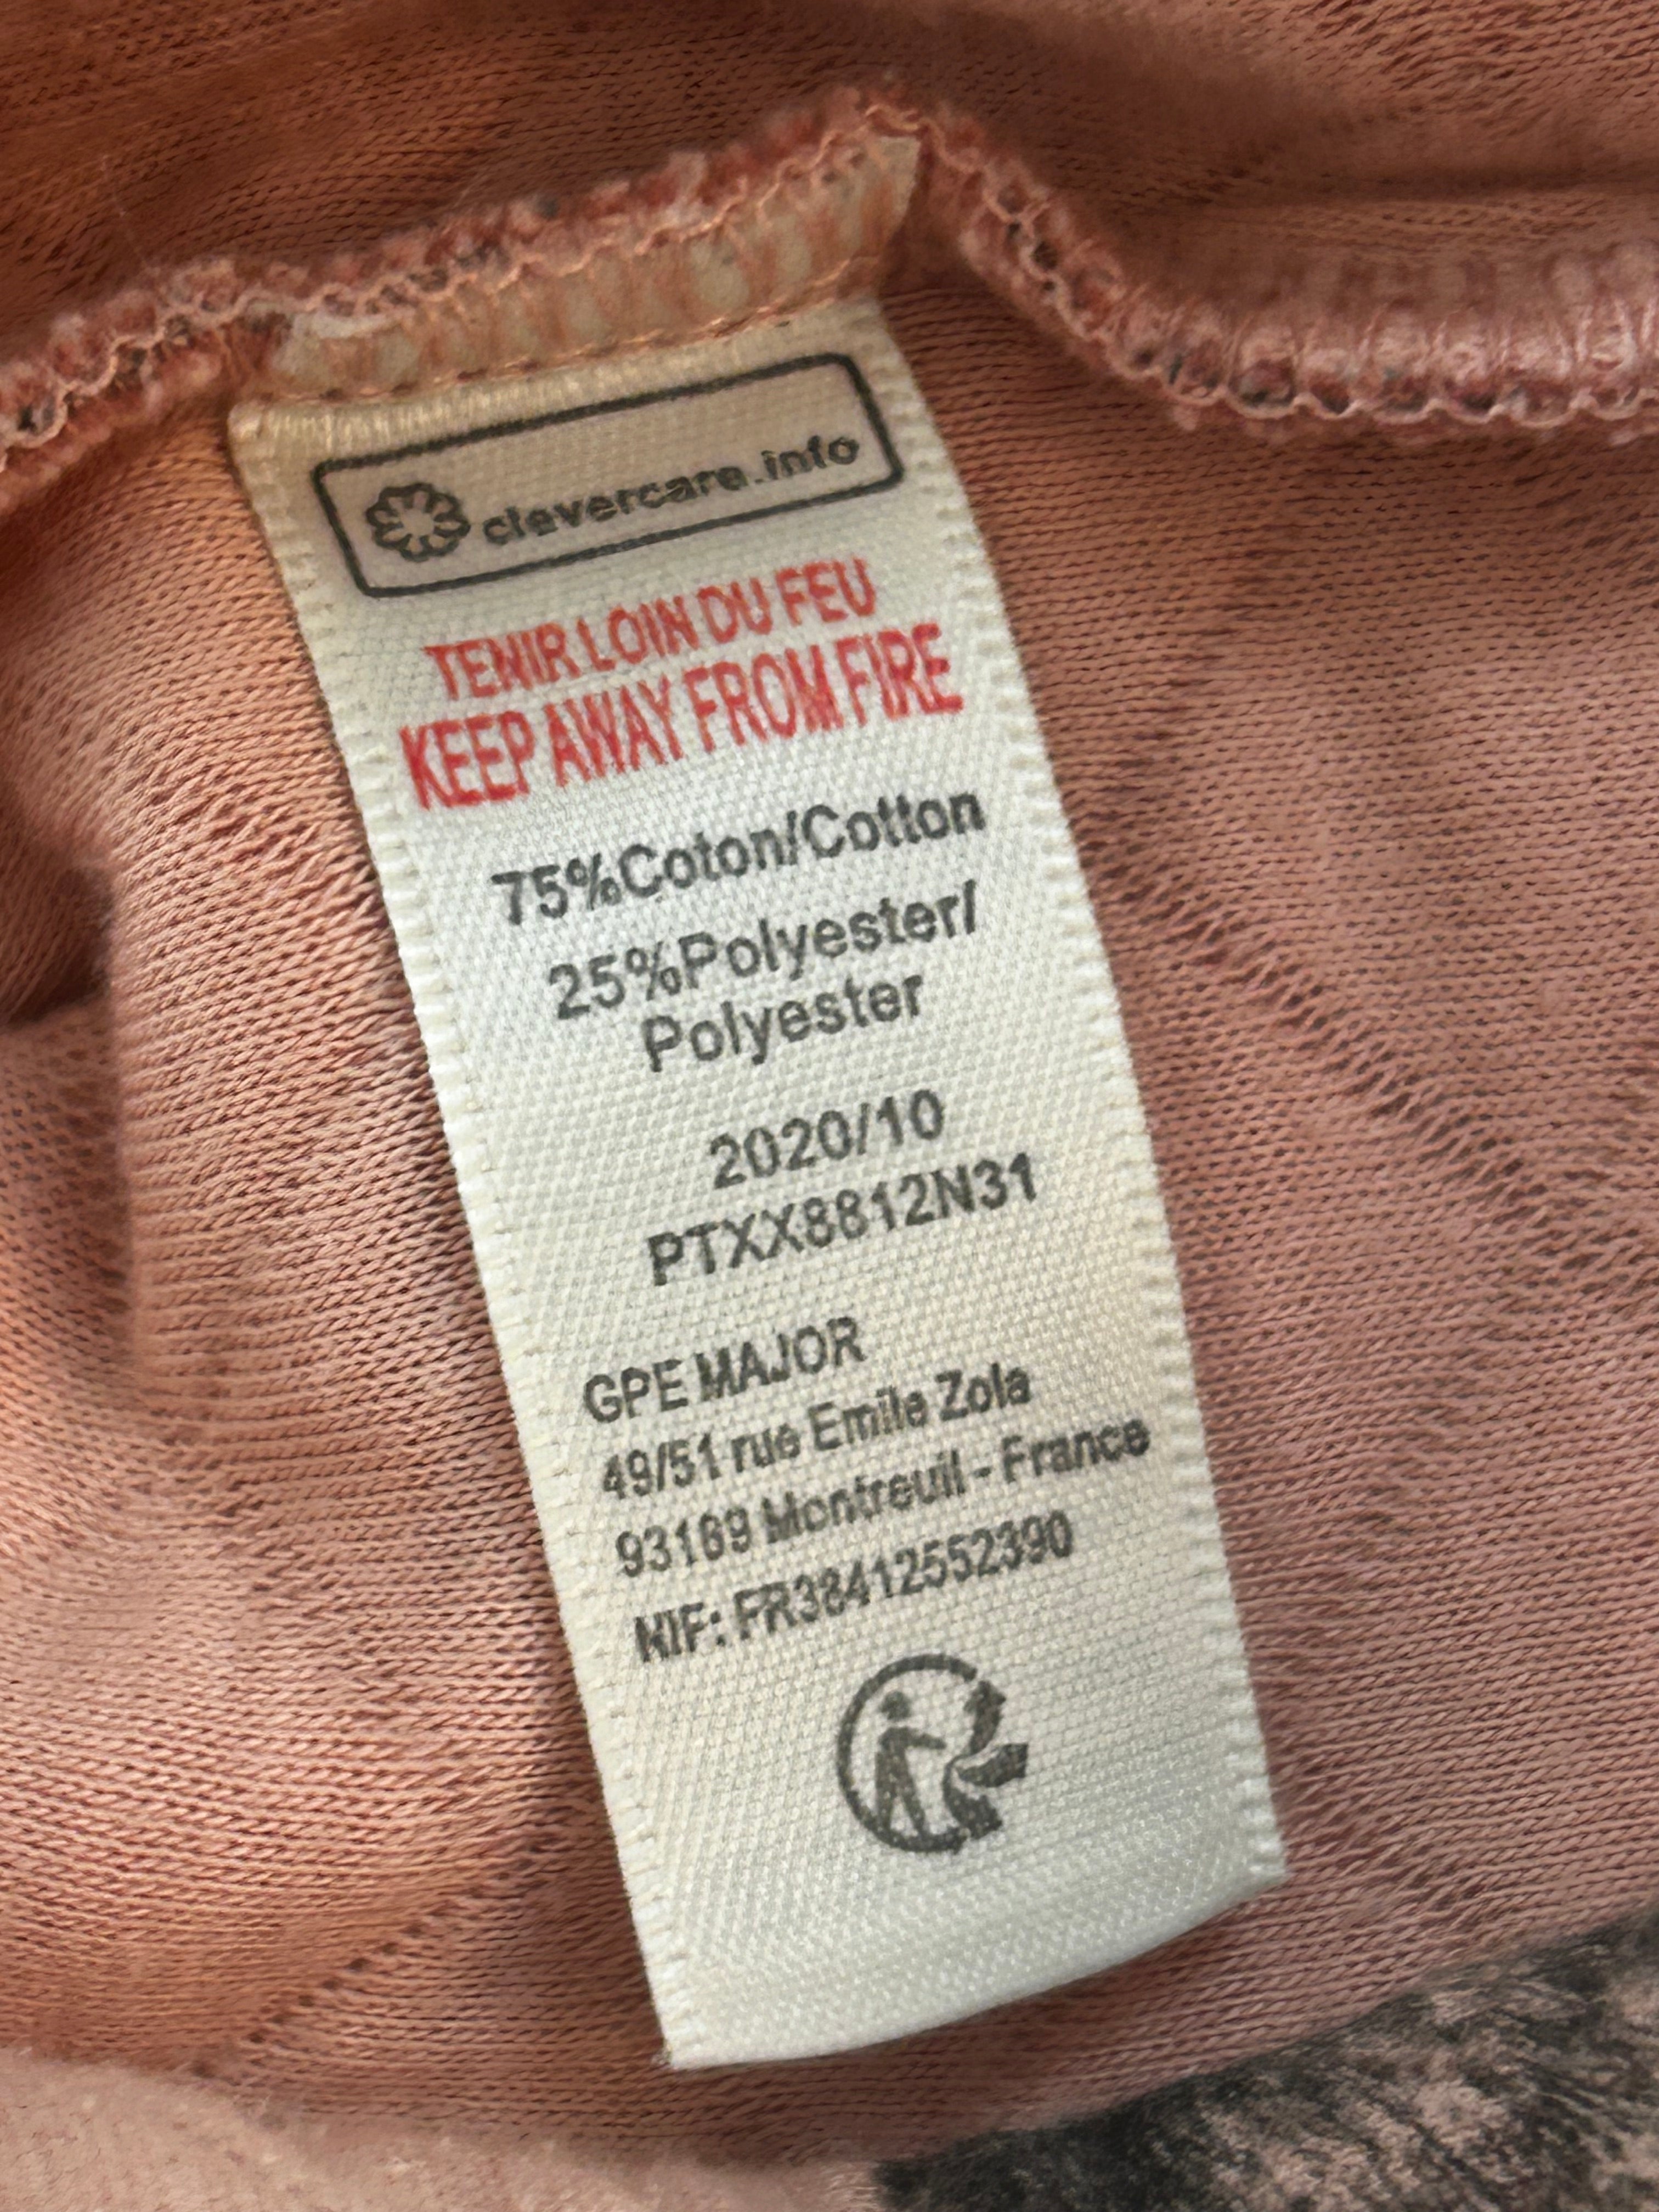 clevercare.info
TENIR LOIN DU FEU
KEEP AWAY FROM FIRE
75%Coton/Cotton
25%Polyester/
Polyester
2020/10
PTXX8812N31
GPE MAJOR
49/51 rue Emile Zola
93169 Montreuil - France
NIF: FR38412552390